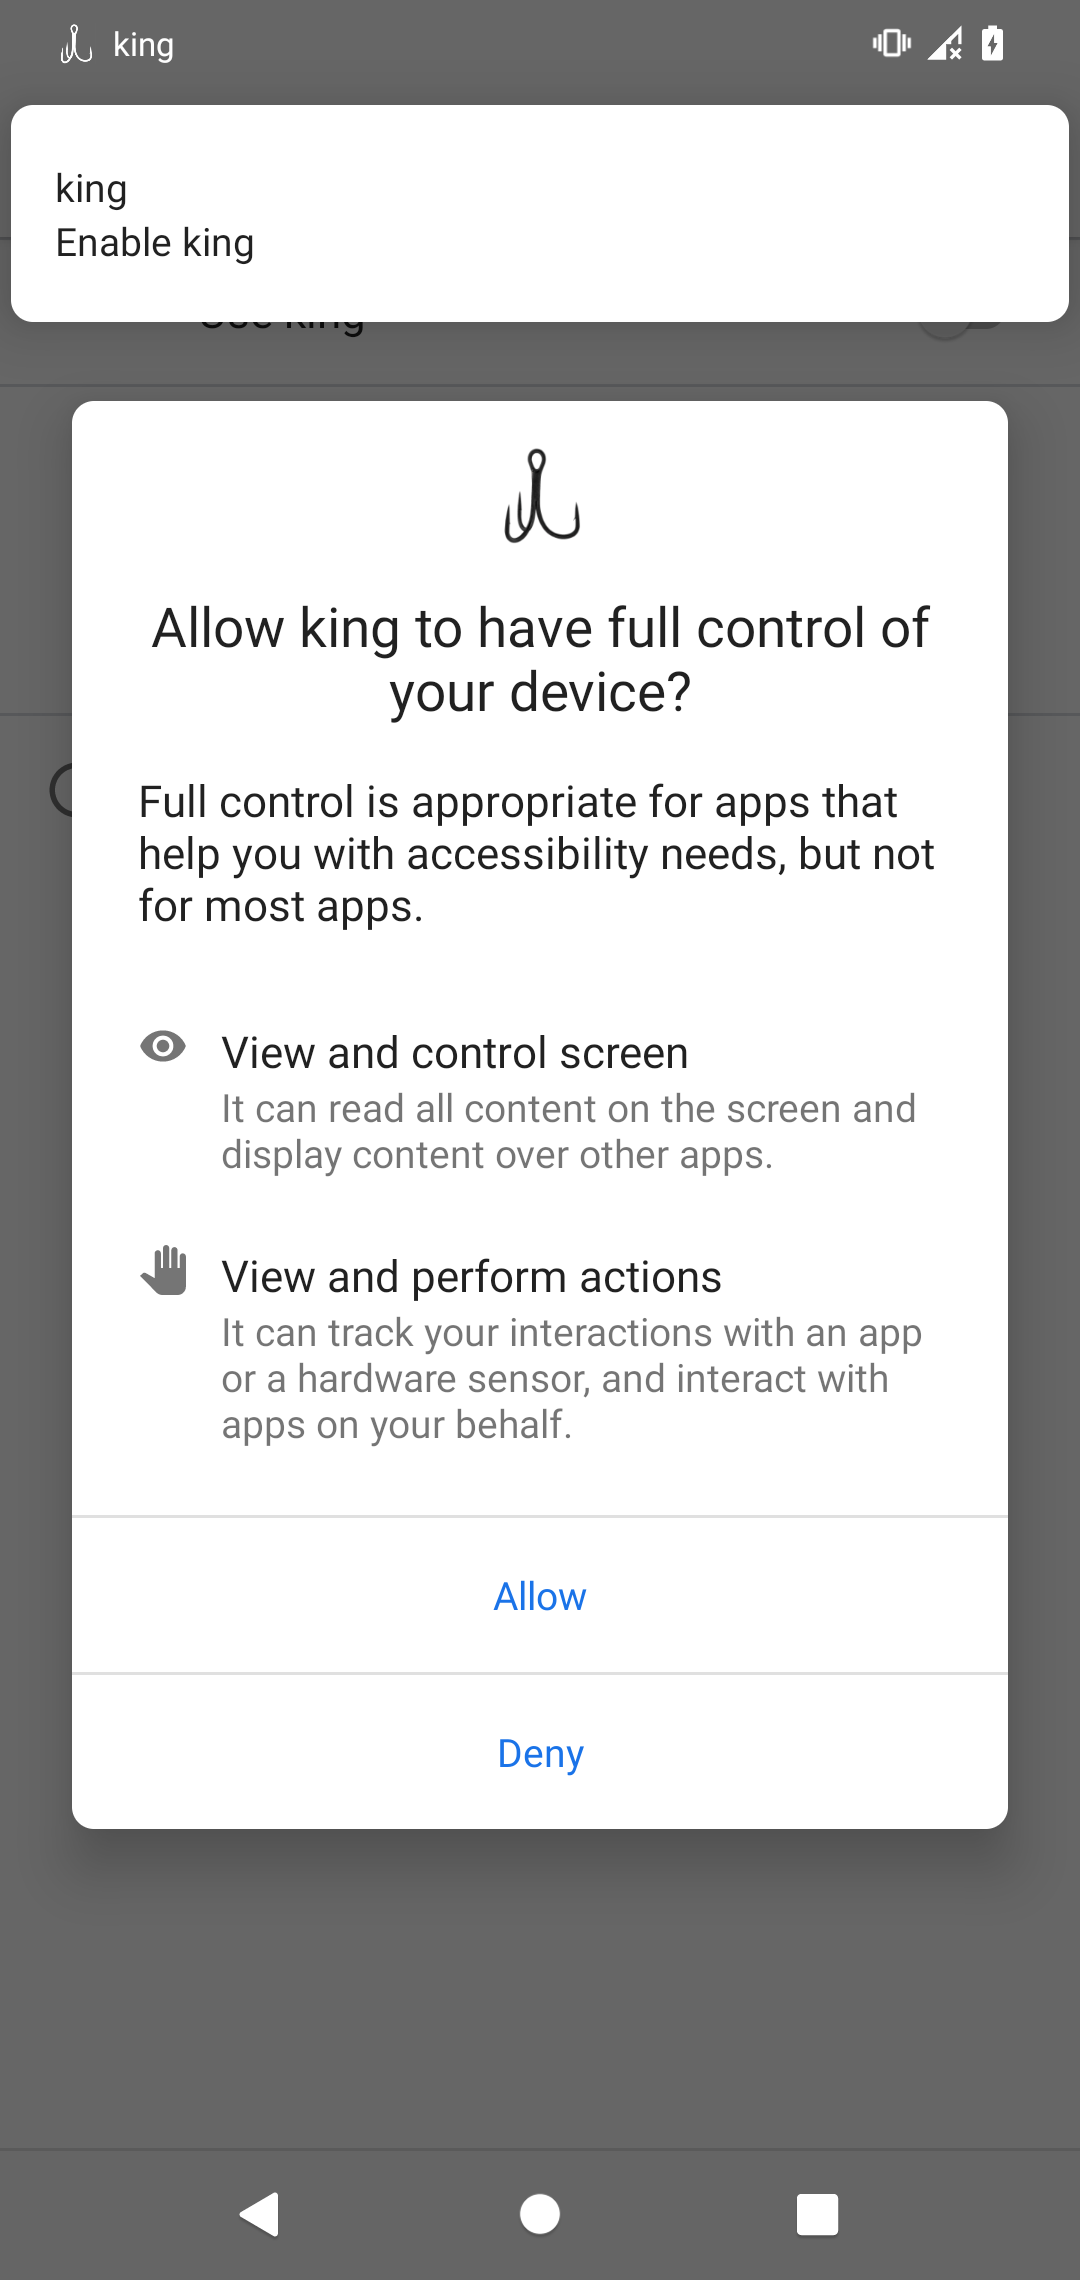 king
king
Enable king
Use king
Allow king to have full control of
your device?
Full control is appropriate for apps that
help you with accessibility needs, but not
for most apps.
View and control screen
It can read all content on the screen and
display content over other apps.
View and perform actions
It can track your interactions with an app
or a hardware sensor, and interact with
apps on your behalf.
Allow
Deny